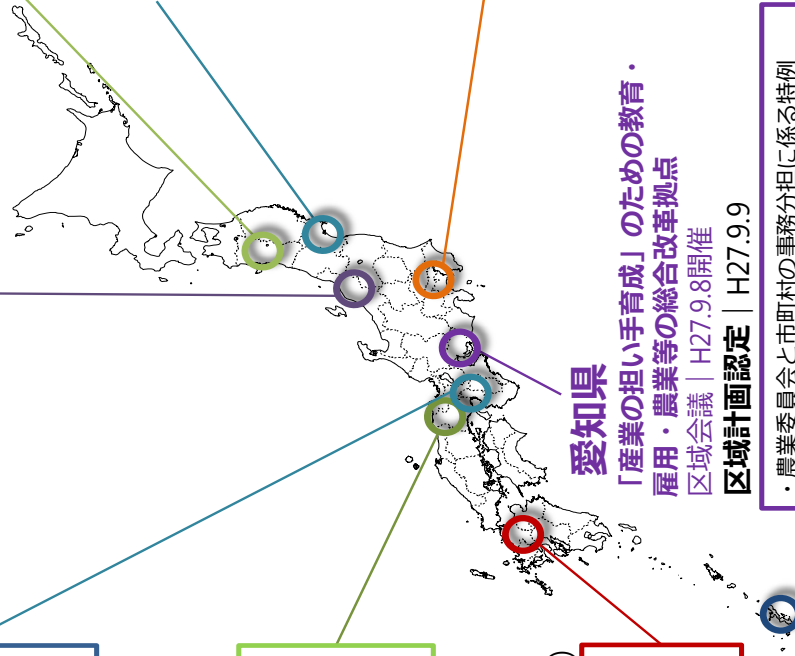 愛知県
「産業の担い手育成」のための教育・
雇用・農業等の総合改革拠点
区域会議｜H27.9.8開催
区域計画認定｜H27.9.9
・農業委員会と市町村の事務分担に係る特例